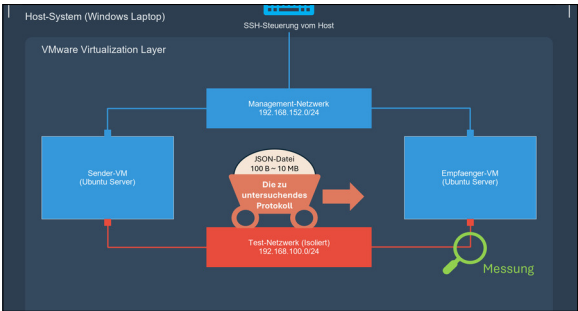 Host-System (Windows Laptop)
SSH-Steuerung vom Host
VMware Virtualization Layer
Management-Netzwerk
192.168.152.0/24
Sender-VM
(Ubuntu Server)
JSON-Datei
100 B ~ 10 MB
Die zu
untersuchendes
Protokoll
Empfaenger-VM
(Ubuntu Server)
Test-Netzwerk (Isoliert)
192.168.100.0/24
Messung